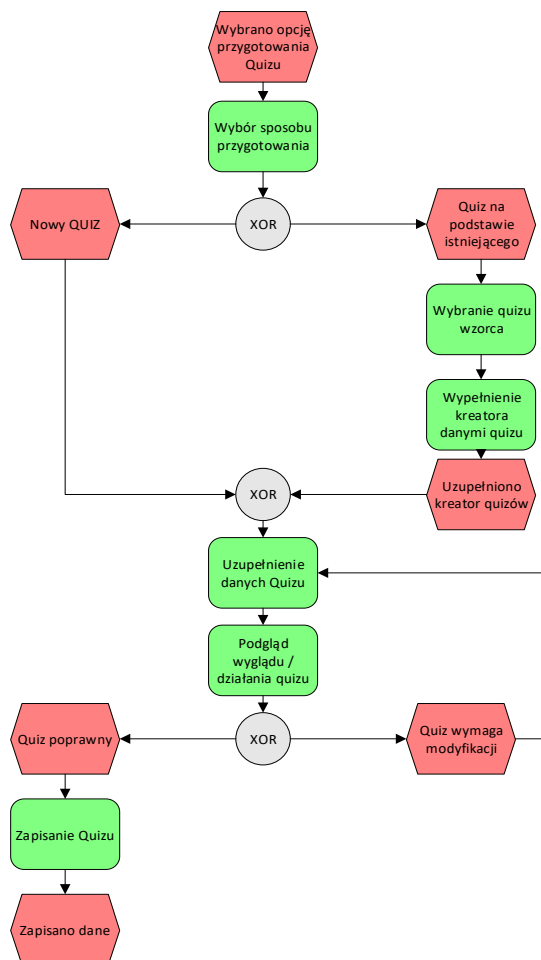 Wybrano opcję
przygotowania
Quizu
Wybór sposobu
przygotowania
Nowy QUIZ
XOR
Quiz na
podstawie
istniejącego
Wybranie quizu
wzorca
Wypełnienie
kreatora
danymi quizu
XOR
Uzupełniono
kreator quizów
Uzupełnienie
danych Quizu
Podgląd
wyglądu /
działania quizu
Quiz poprawny
XOR
Quiz wymaga
modyfikacji
Zapisanie Quizu
Zapisano dane